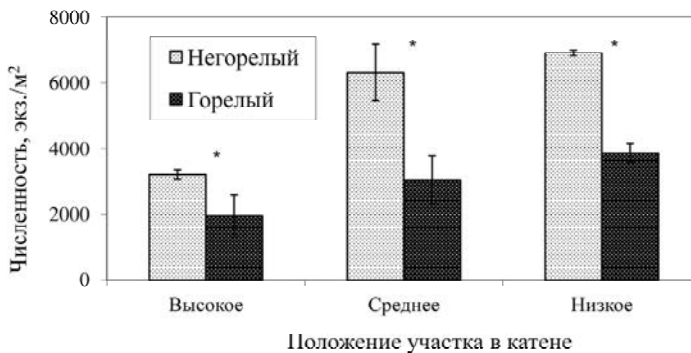 8000
6000
4000
2000
0
Численность, экз./м²
Негорелый
Горелый
*
*
*
Высокое
Среднее
Низкое
Положение участка в катене